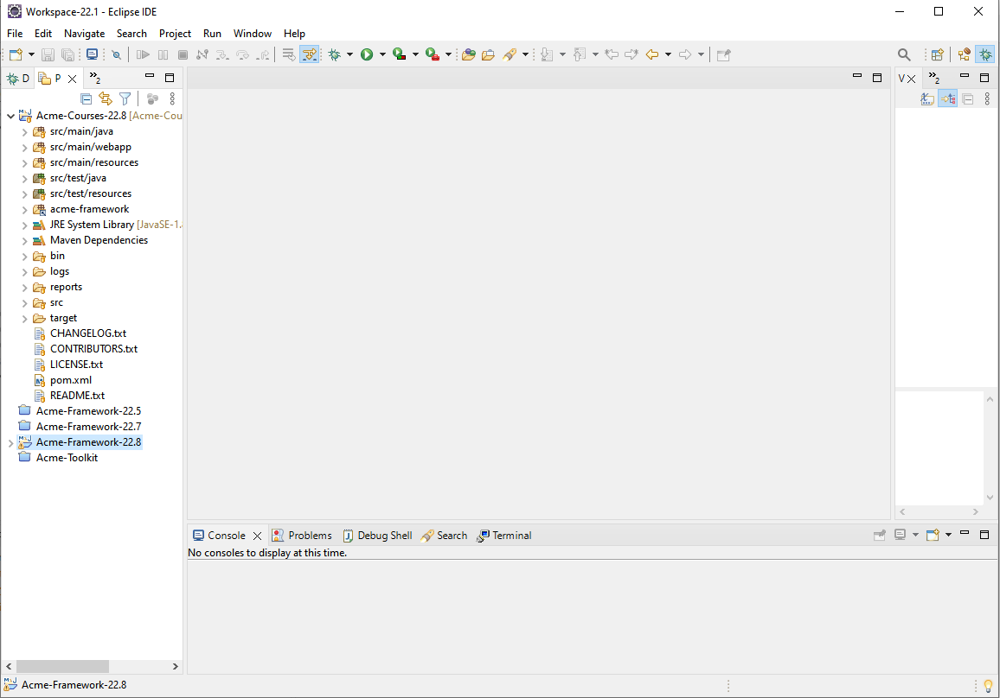 Workspace-22.1 - Eclipse IDE
File Edit Navigate Search Project Run Window Help
D P 2
V 2
Acme-Courses-22.8 [Acme-Cou
src/main/java
src/main/webapp
src/main/resources
src/test/java
src/test/resources
acme-framework
JRE System Library [JavaSE-1.
Maven Dependencies
bin
logs
reports
src
target
CHANGELOG.txt
CONTRIBUTORS.txt
LICENSE.txt
pom.xml
README.txt
Acme-Framework-22.5
Acme-Framework-22.7
Acme-Framework-22.8
Acme-Toolkit
Console Problems Debug Shell Search Terminal
No consoles to display at this time.
Acme-Framework-22.8